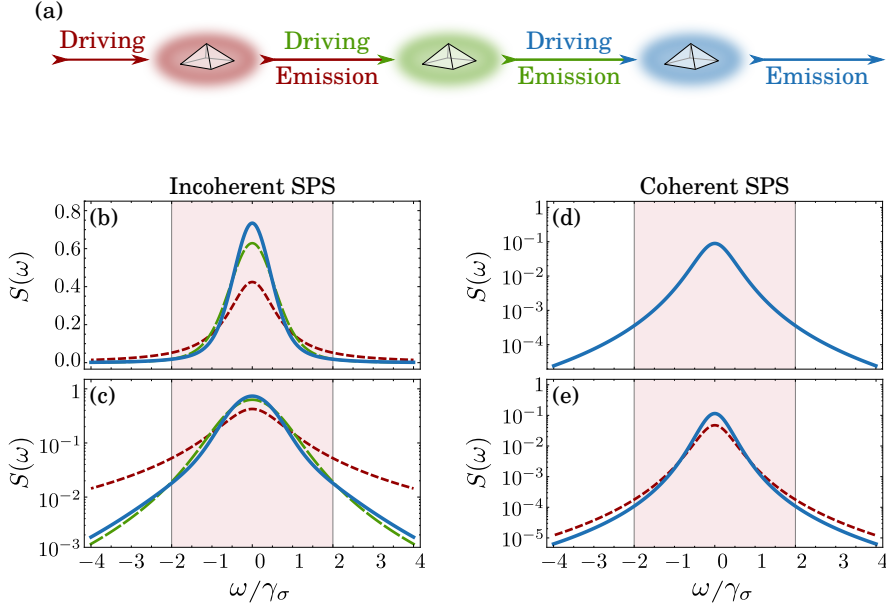 (a)
Driving Driving Driving
Emission Emission Emission
Incoherent SPS Coherent SPS
(b) (d)
S(ω) 0.8 0.6 0.4 0.2 0.0
S(ω) 1 10⁻¹ 10⁻² 10⁻³ 10⁻⁴
(c) (e)
S(ω) 1 10⁻¹ 10⁻² 10⁻³
S(ω) 1 10⁻¹ 10⁻² 10⁻³ 10⁻⁴ 10⁻⁵
−4 −3 −2 −1 0 1 2 3 4
−4 −3 −2 −1 0 1 2 3 4
ω/γσ ω/γσ